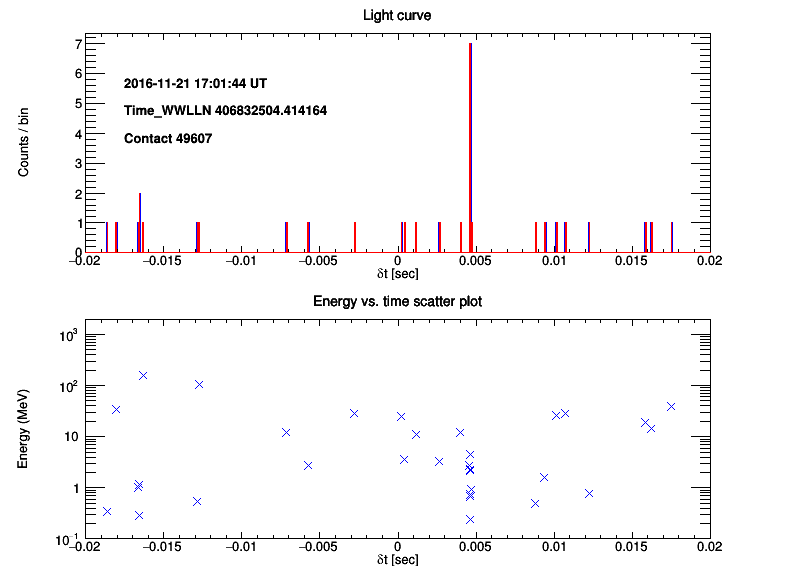 Light curve
7
6
5
4
3
2
1
0
Counts / bin
2016-11-21 17:01:44 UT
Time_WWLLN 406832504.414164
Contact 49607
−0.02 −0.015 −0.01 −0.005 0 0.005 0.01 0.015 0.02
δt [sec]
Energy vs. time scatter plot
10³
10²
10
1
10⁻¹
Energy (MeV)
−0.02 −0.015 −0.01 −0.005 0 0.005 0.01 0.015 0.02
δt [sec]